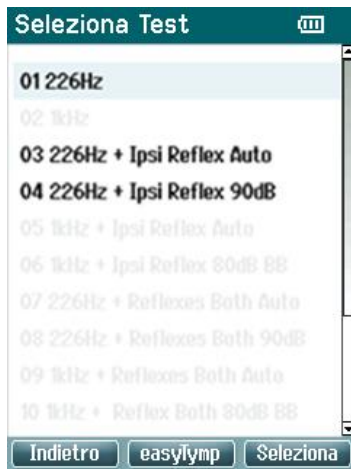 Seleziona Test
01 226Hz
02 1kHz
03 226Hz + Ipsi Reflex Auto
04 226Hz + Ipsi Reflex 90dB
05 1kHz + Ipsi Reflex Auto
06 1kHz + Ipsi Reflex 80dB BB
07 226Hz + Reflexes Both Auto
08 226Hz + Reflexes Both 90dB
09 1kHz + Reflexes Both Auto
10 1kHz + Reflex Both 80dB BB
Indietro easyTymp Seleziona